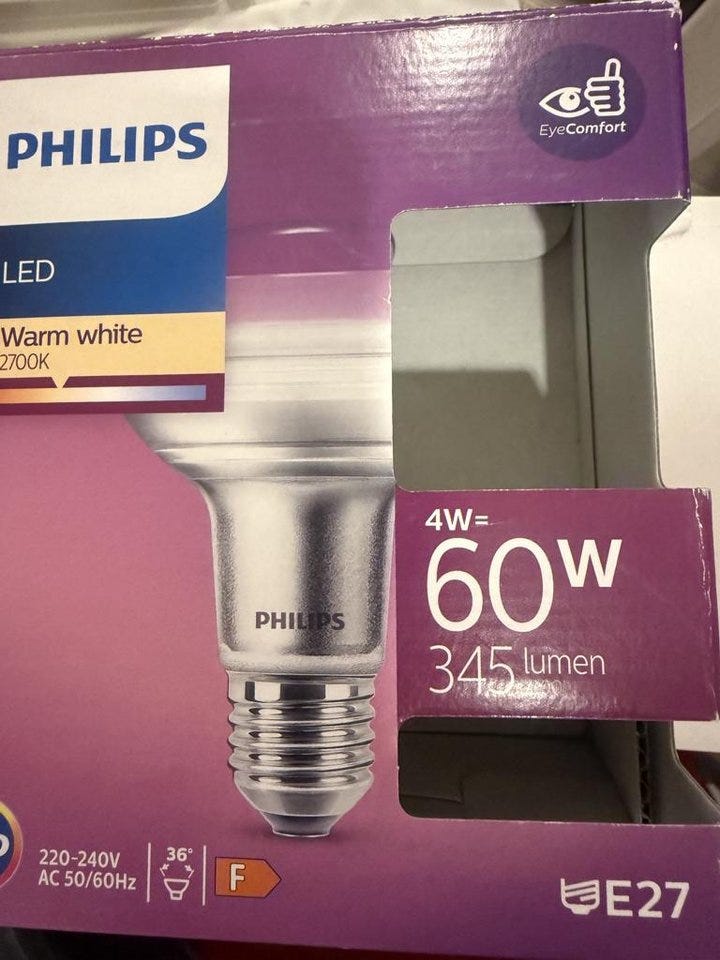 PHILIPS
EyeComfort
LED
Warm white
2700K
4W=
60W
345 lumen
PHILIPS
220-240V
AC 50/60Hz
36°
F
E27